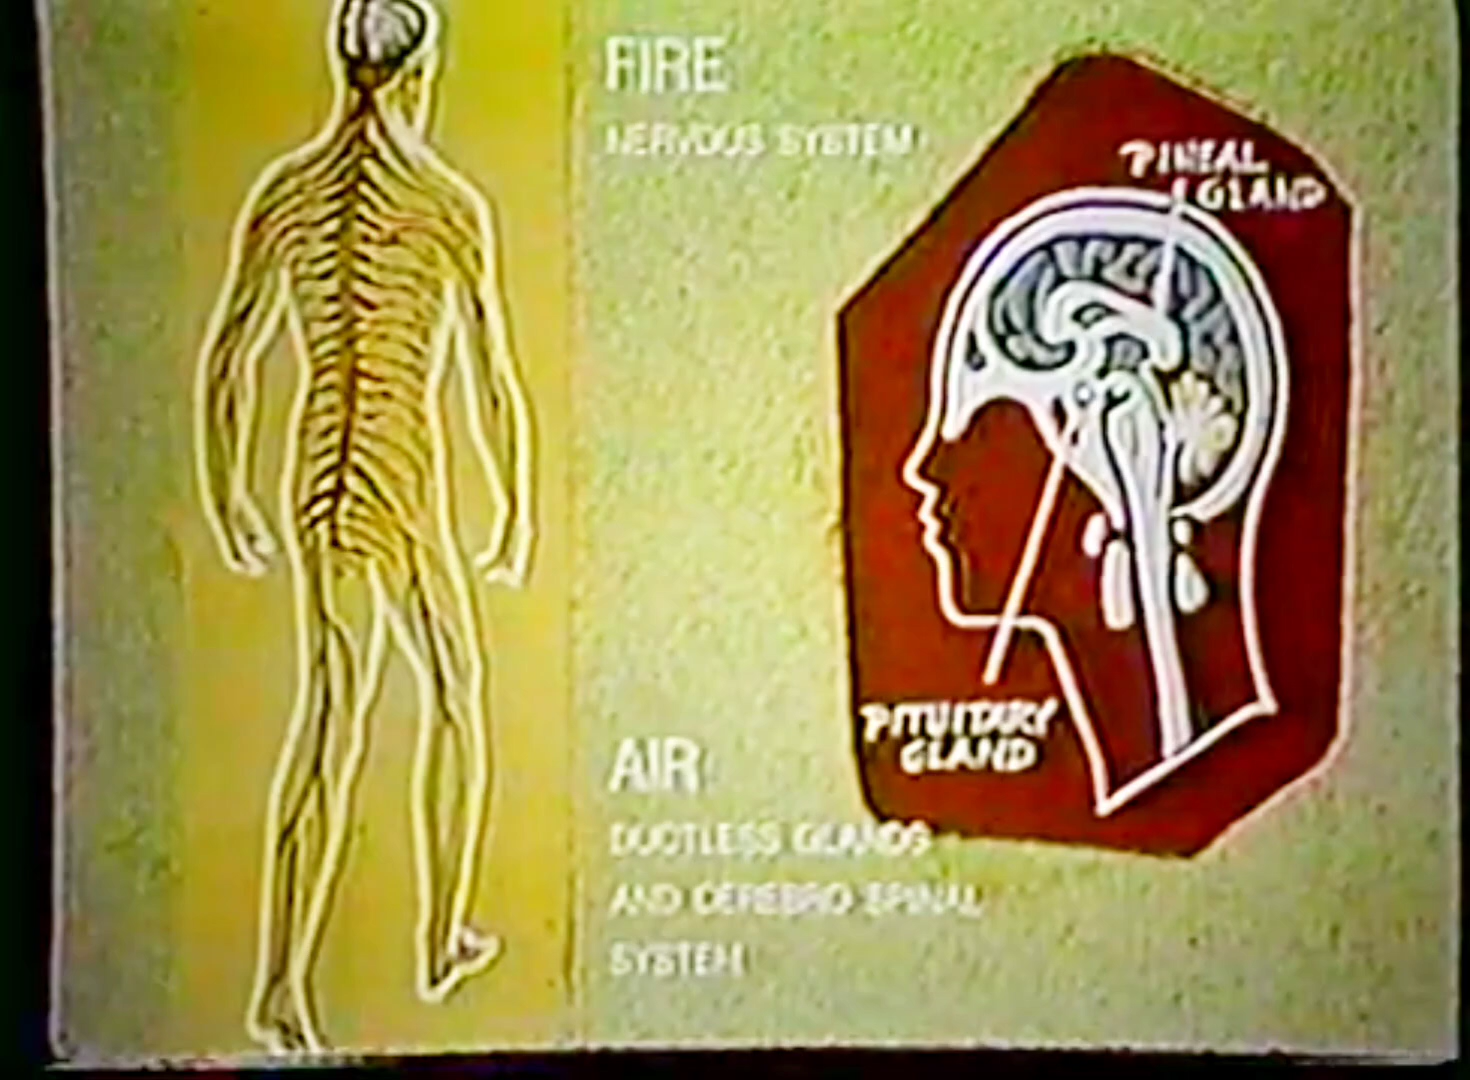 FIRE
NERVOUS SYSTEM
PINEAL
GLAND
PITUITARY
GLAND
AIR
DUCTLESS GLANDS
AND CEREBRO SPINAL
SYSTEM